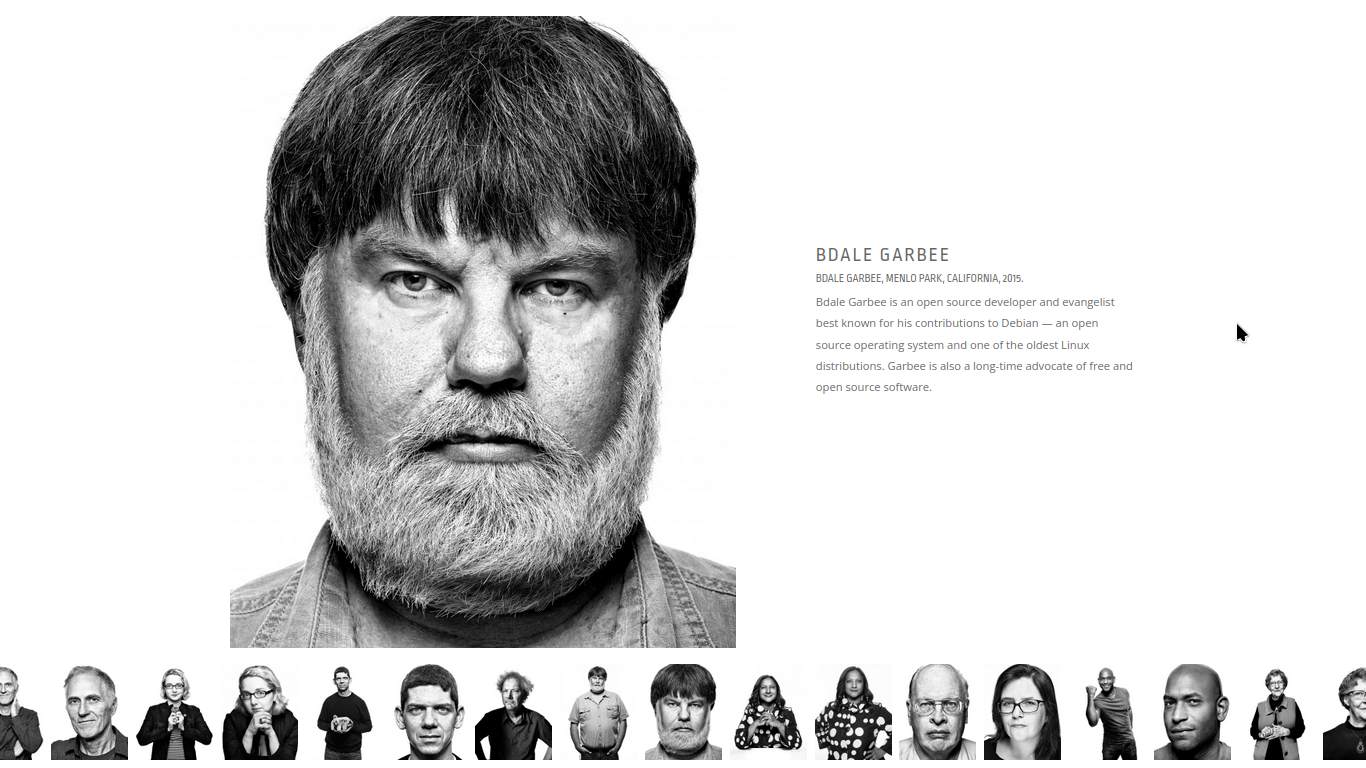 BDALE GARBEE
BDALE GARBEE, MENLO PARK, CALIFORNIA, 2015.
Bdale Garbee is an open source developer and evangelist
best known for his contributions to Debian — an open
source operating system and one of the oldest Linux
distributions. Garbee is also a long-time advocate of free and
open source software.